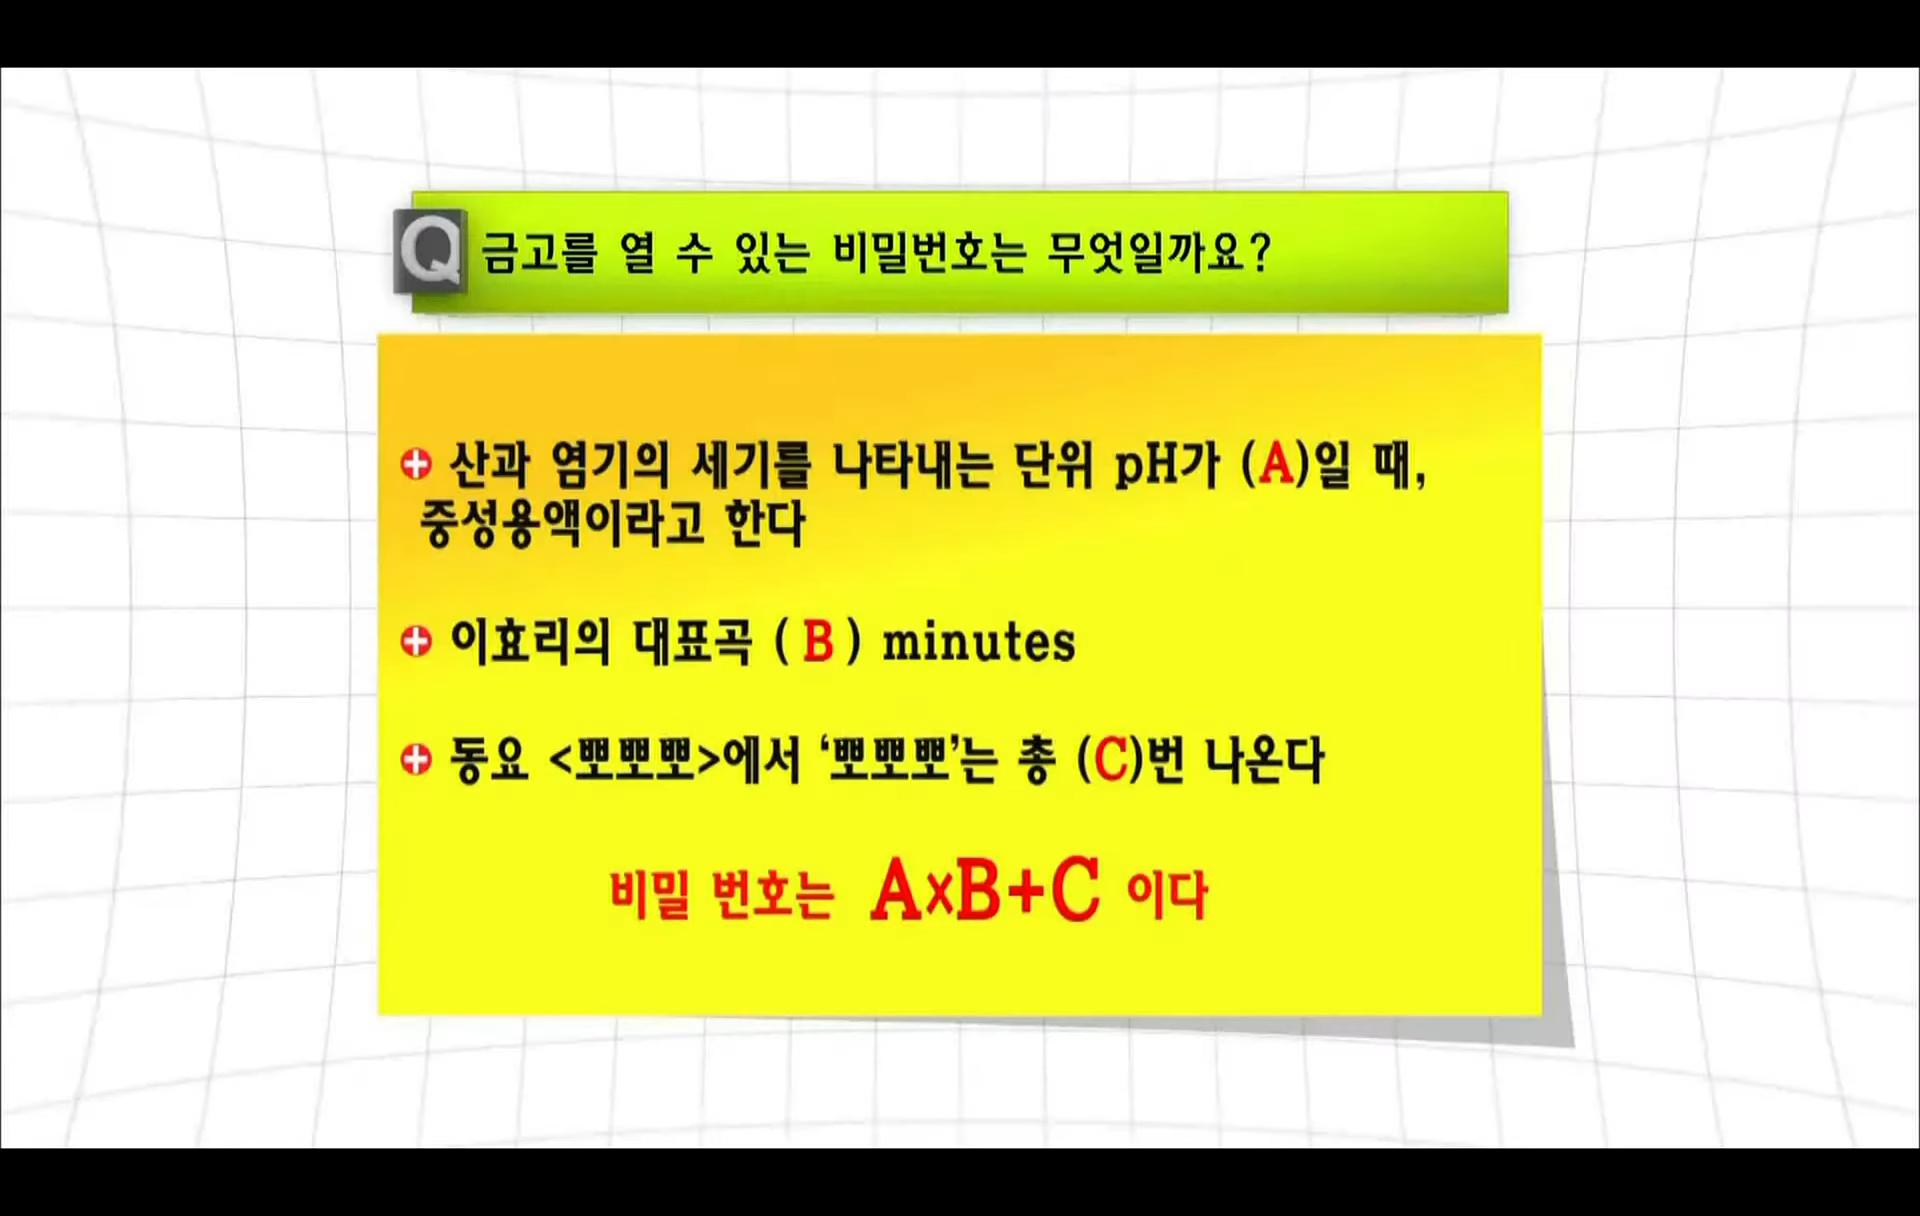 Q 금고를 열 수 있는 비밀번호는 무엇일까요?
산과 염기의 세기를 나타내는 단위 pH가 (A)일 때,
중성용액이라고 한다
이효리의 대표곡 ( B ) minutes
동요 <뽀뽀뽀>에서 ‘뽀뽀뽀’는 총 (C)번 나온다
비밀 번호는 A×B+C 이다